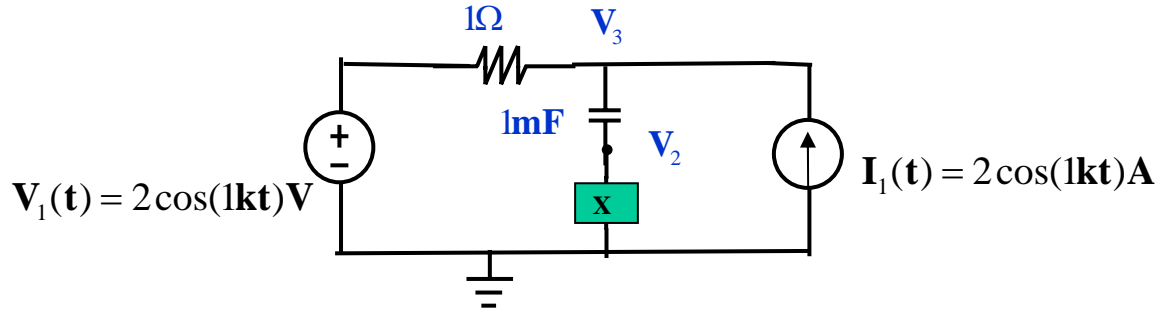 1Ω
V₃
1mF
V₂
+
−
V₁(t) = 2cos(1kt)V
x
I₁(t) = 2cos(1kt)A